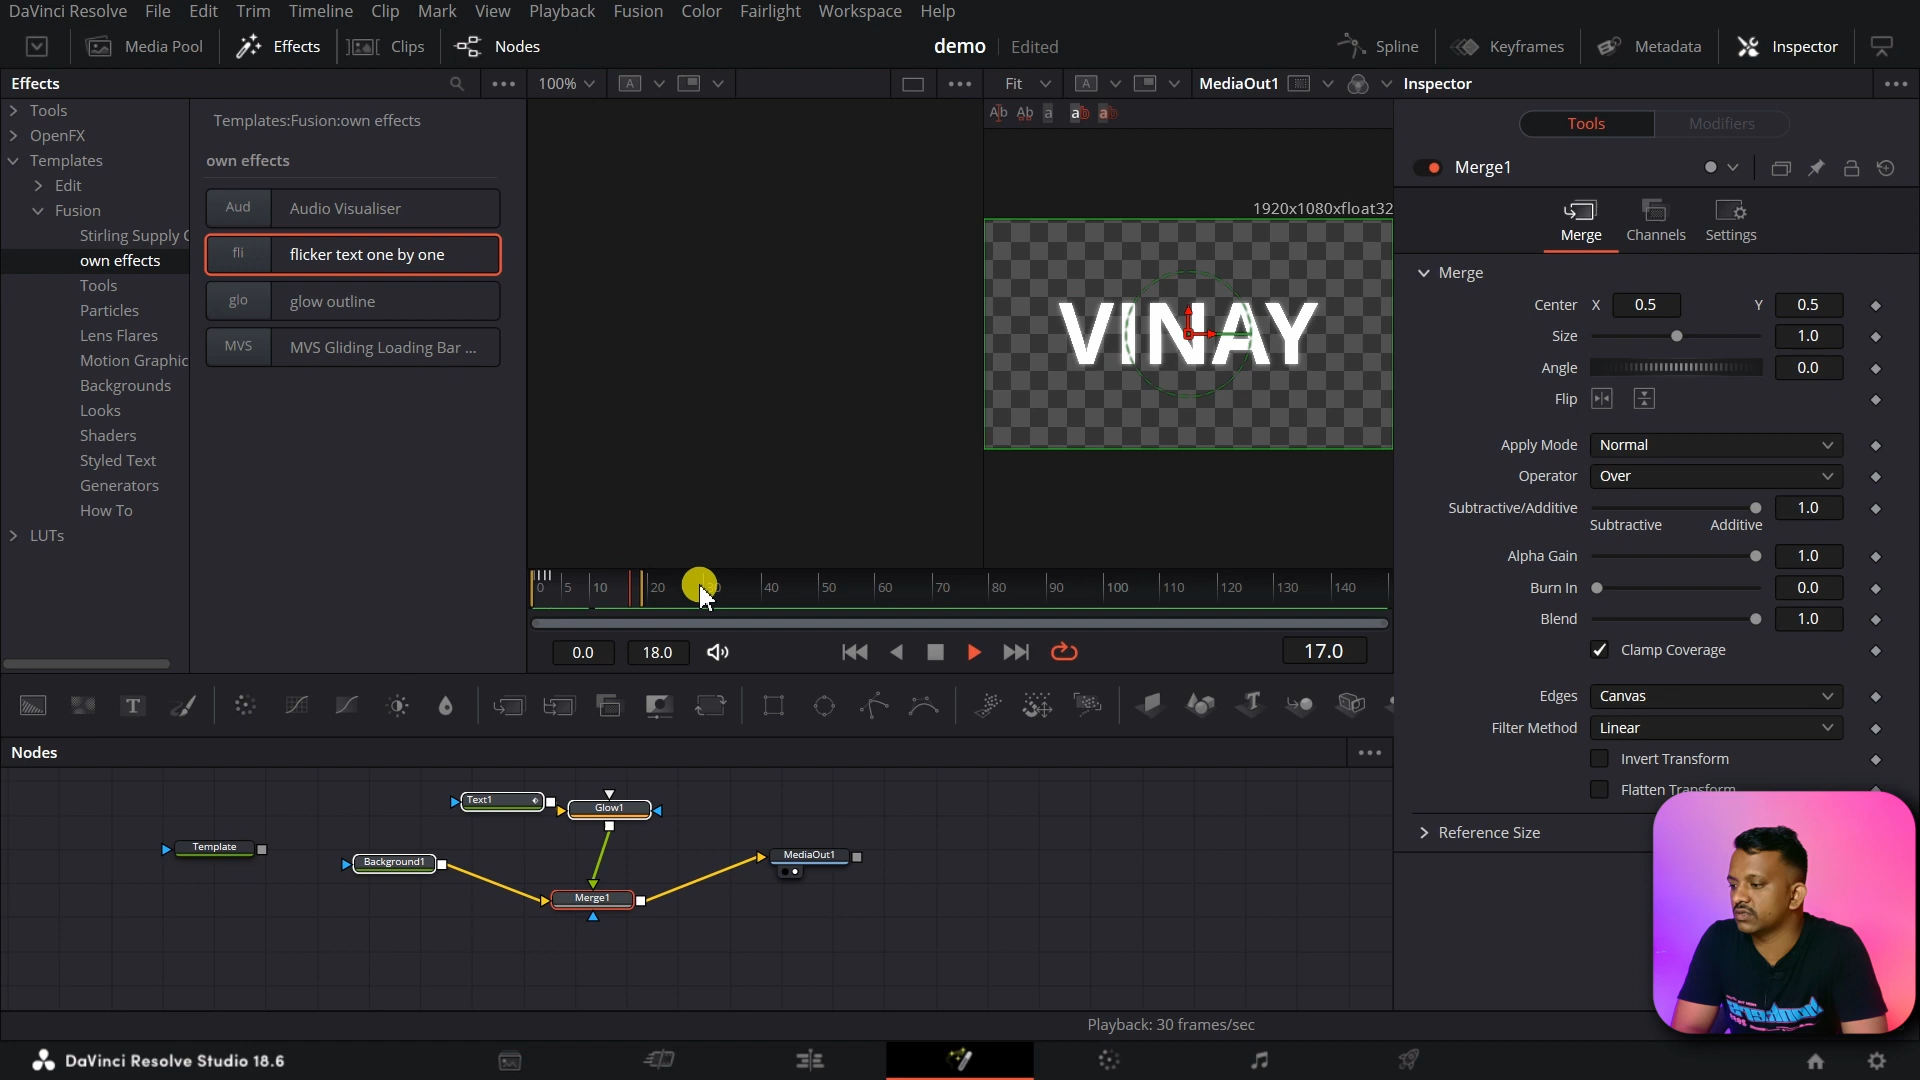 DaVinci Resolve File Edit Trim Timeline Clip Mark View Playback Fusion Color Fairlight Workspace Help
Media Pool Effects Clips Nodes demo Edited Spline Keyframes Metadata Inspector
Effects 100% A Fit A MediaOut1 Inspector
Tools
OpenFX
Templates
Edit
Fusion
Stirling Supply C
own effects
Tools
Particles
Lens Flares
Motion Graphic
Backgrounds
Looks
Shaders
Styled Text
Generators
How To
LUTs
Templates:Fusion:own effects
own effects
Aud Audio Visualiser
fli flicker text one by one
glo glow outline
MVS MVS Gliding Loading Bar ...
Ab Ab a ab ab
1920x1080xfloat32
VINAY
0 5 10 20 30 40 50 60 70 80 90 100 110 120 130 140
0.0 18.0 17.0
Tools Modifiers
Merge1
Merge Channels Settings
Merge
Center X 0.5 Y 0.5
Size 1.0
Angle 0.0
Flip
Apply Mode Normal
Operator Over
Subtractive/Additive 1.0
Subtractive Additive
Alpha Gain 1.0
Burn In 0.0
Blend 1.0
Clamp Coverage
Edges Canvas
Filter Method Linear
Invert Transform
Flatten Transform
Reference Size
T T
Nodes
Text1 Glow1
Template Background1 MediaOut1
Merge1
Playback: 30 frames/sec
DaVinci Resolve Studio 18.6